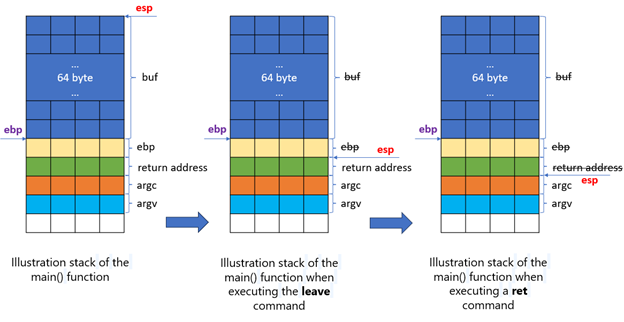 esp
...
64 byte
...
buf
ebp
ebp
return address
argc
argv
Illustration stack of the
main() function
...
64 byte
...
buf
ebp
ebp
esp
return address
argc
argv
Illustration stack of the
main() function when
executing the leave
command
...
64 byte
...
buf
ebp
ebp
return address
esp
argc
argv
Illustration stack of the
main() function when
executing a ret
command